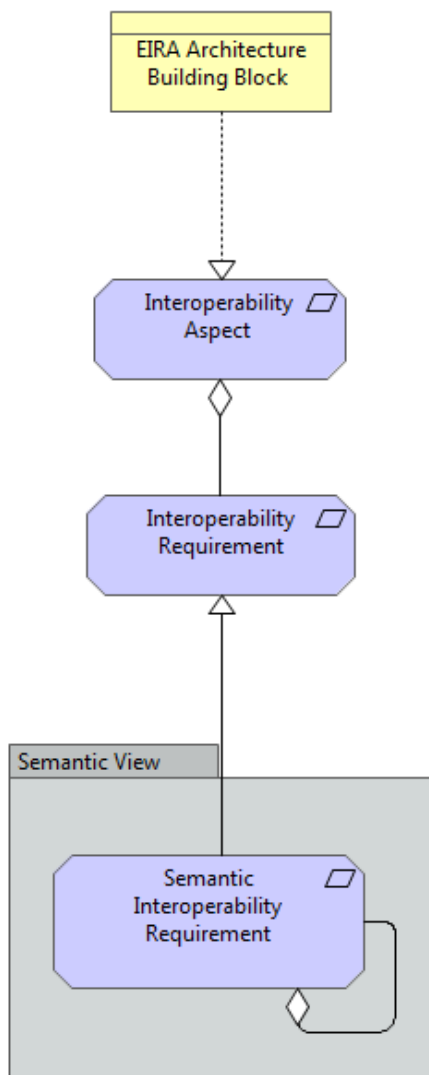 EIRA Architecture
Building Block
Interoperability
Aspect
Interoperability
Requirement
Semantic View
Semantic
Interoperability
Requirement